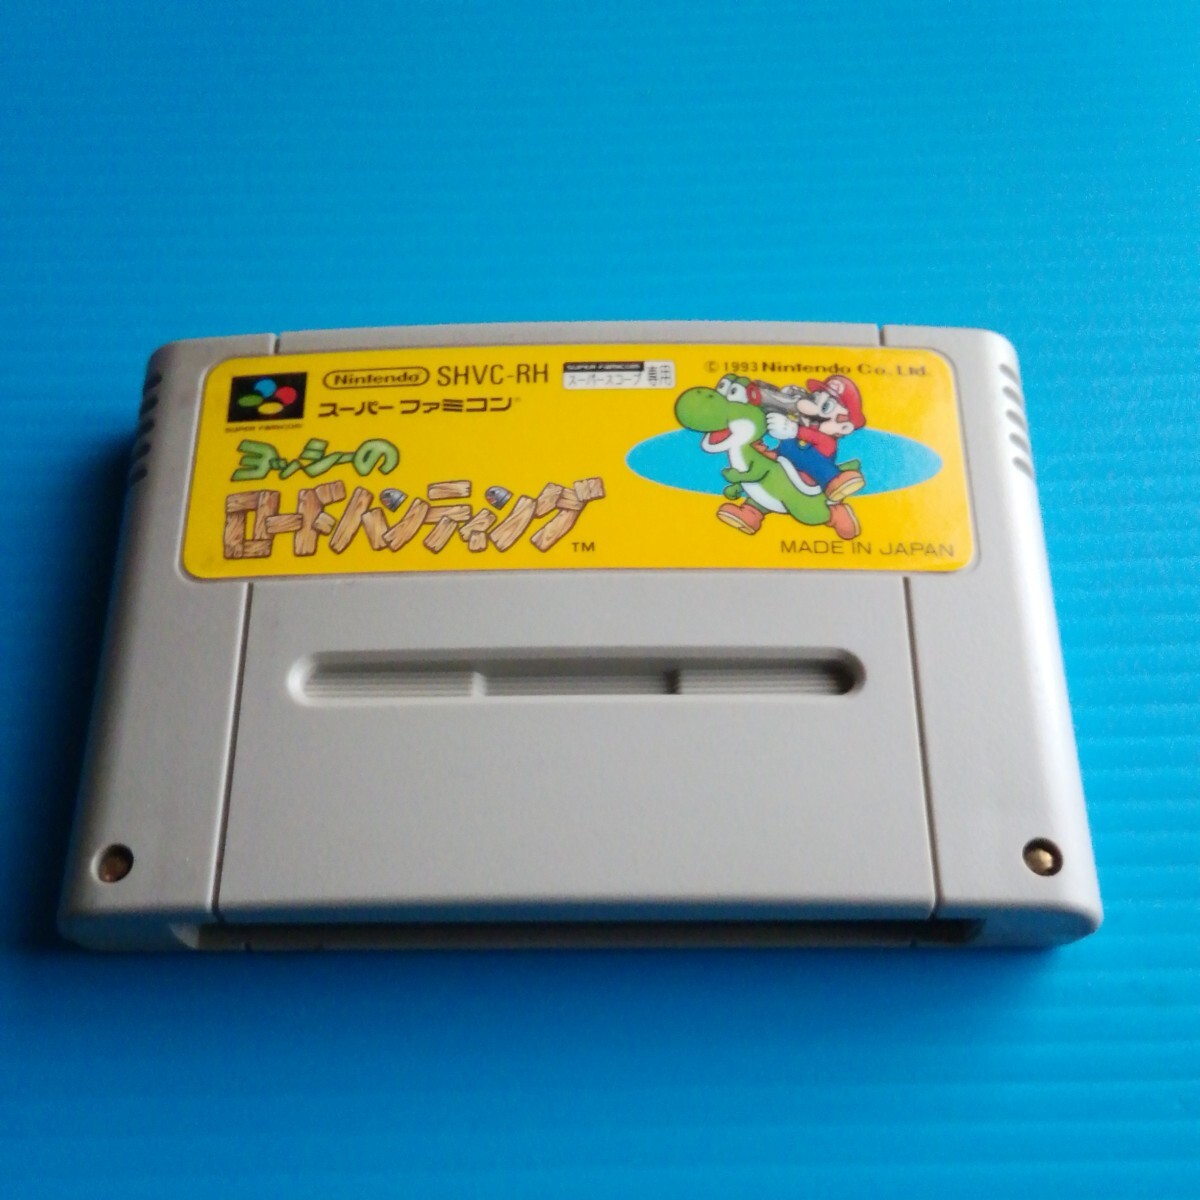 Nintendo SHVC-RH
SUPER FAMICOM
スーパースコープ専用
©1993 Nintendo Co., Ltd.
SUPER FAMICOM
スーパーファミコン
ヨッシーの
ロードハンティング™
MADE IN JAPAN